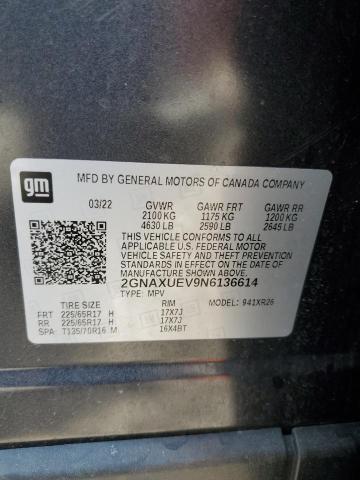 gm
MFD BY GENERAL MOTORS OF CANADA COMPANY
03/22 GVWR GAWR FRT GAWR RR
2100 KG 1175 KG 1200 KG
4630 LB 2590 LB 2645 LB
THIS VEHICLE CONFORMS TO ALL APPLICABLE
U.S. FEDERAL MOTOR VEHICLE SAFETY,
BUMPER, AND THEFT PREVENTION STANDARDS
IN EFFECT ON THE DATE OF MANUFACTURE
SHOWN ABOVE.
2GNAXUEV9N6136614
TYPE: MPV
TIRE SIZE RIM MODEL: 941XR26
FRT 225/65R17 H 17X7J
RR 225/65R17 H 17X7J
SPA: T135/70R16 M 16X4BT